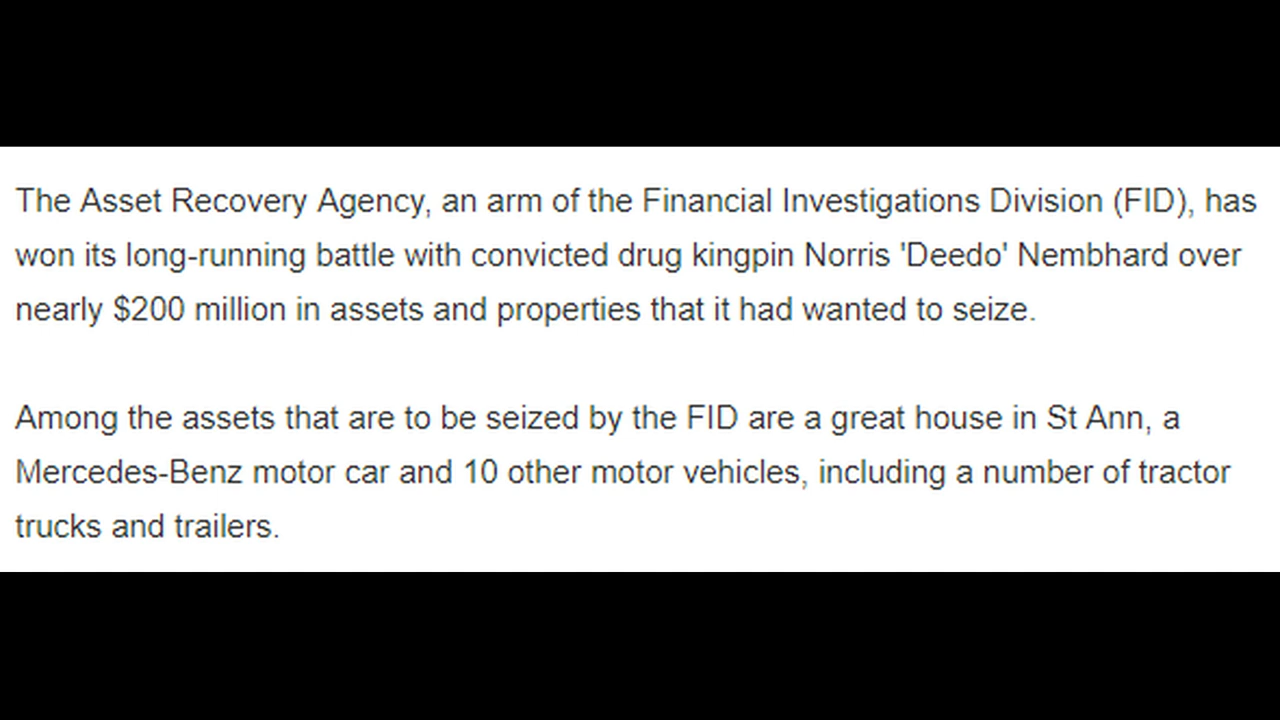 The Asset Recovery Agency, an arm of the Financial Investigations Division (FID), has
won its long-running battle with convicted drug kingpin Norris 'Deedo' Nembhard over
nearly $200 million in assets and properties that it had wanted to seize.
Among the assets that are to be seized by the FID are a great house in St Ann, a
Mercedes-Benz motor car and 10 other motor vehicles, including a number of tractor
trucks and trailers.